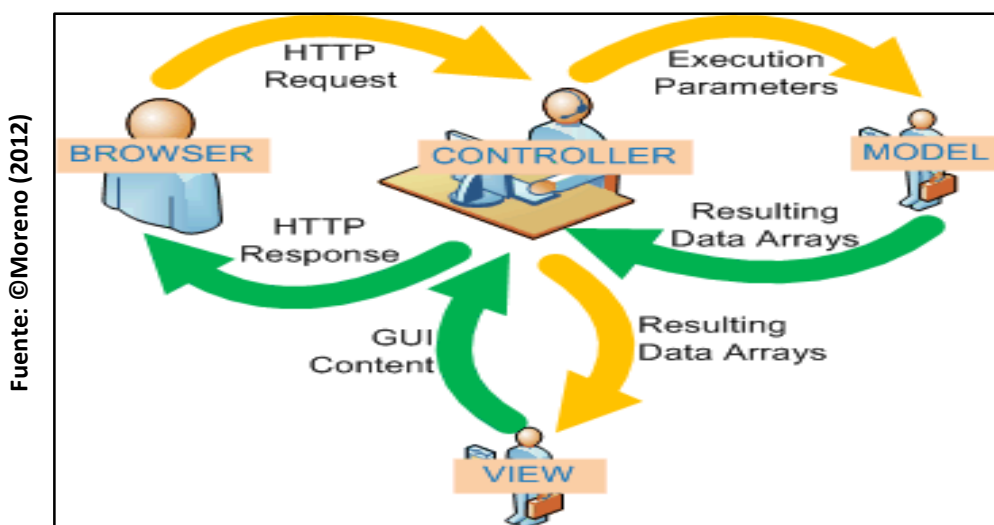 Fuente: ©Moreno (2012)
HTTP
Request
Execution
Parameters
BROWSER
CONTROLLER
MODEL
HTTP
Response
Resulting
Data Arrays
GUI
Content
Resulting
Data Arrays
VIEW